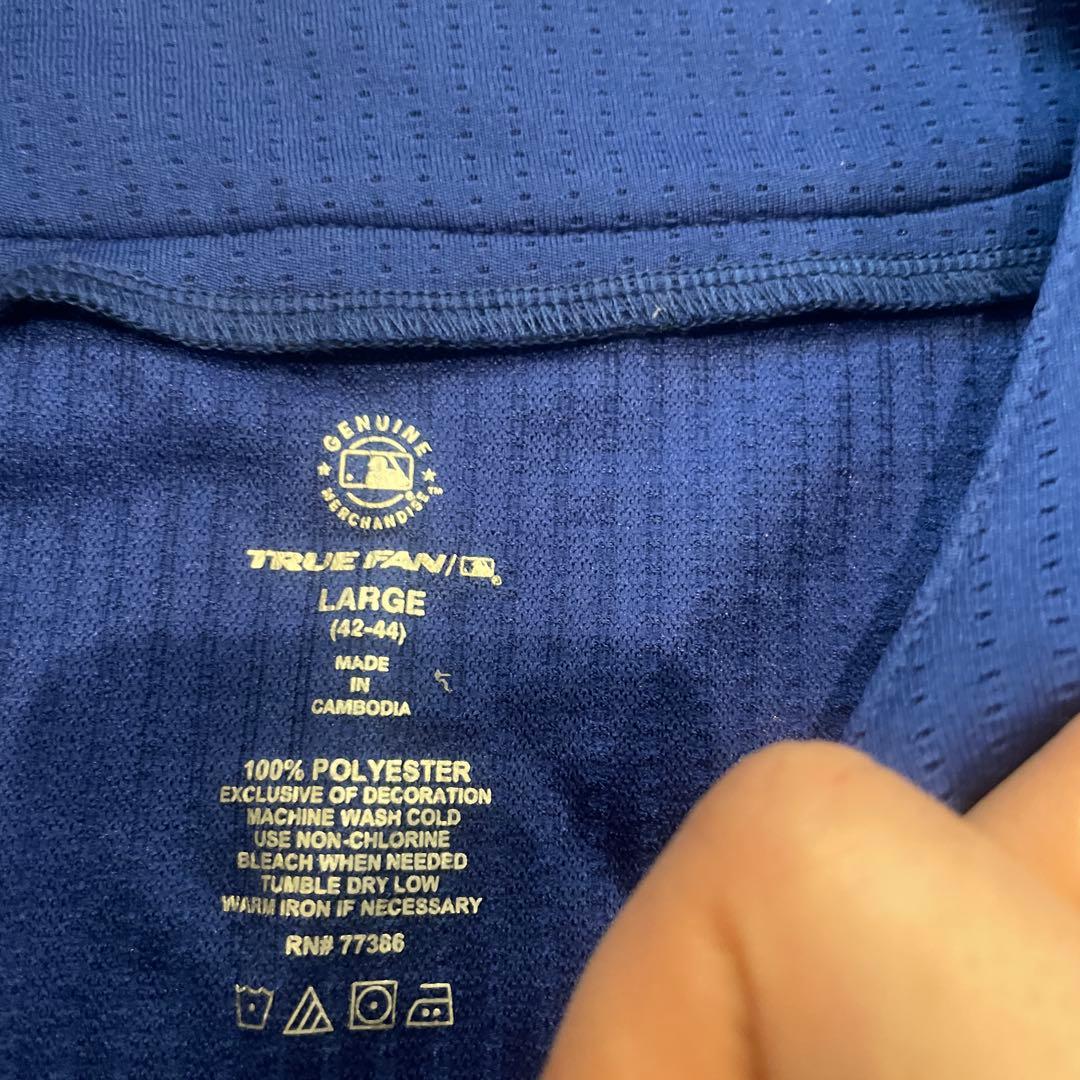 GENUINE
MERCHANDISE™
TRUE FAN/®
LARGE
(42-44)
MADE
IN
CAMBODIA
100% POLYESTER
EXCLUSIVE OF DECORATION
MACHINE WASH COLD
USE NON-CHLORINE
BLEACH WHEN NEEDED
TUMBLE DRY LOW
WARM IRON IF NECESSARY
RN# 77386